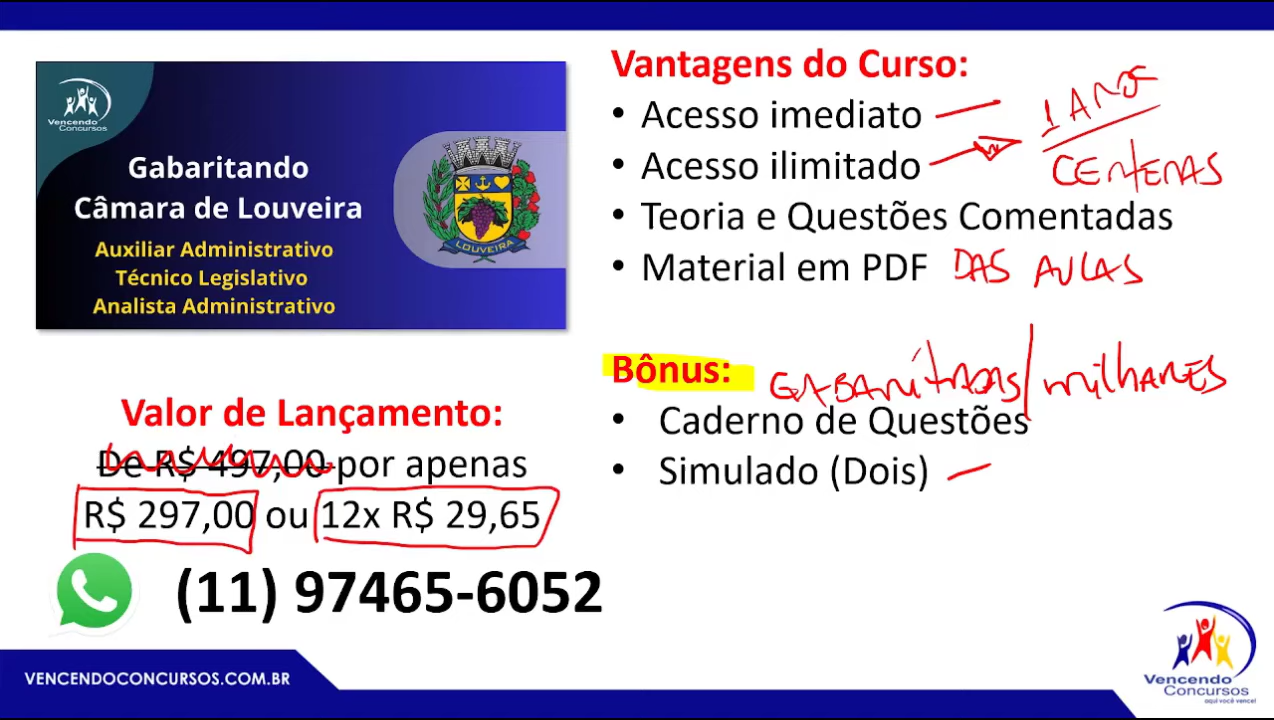 Vencendo
Concursos
Gabaritando
Câmara de Louveira
Auxiliar Administrativo
Técnico Legislativo
Analista Administrativo
LOUVEIRA
Valor de Lançamento:
De R$ 497,00 por apenas
R$ 297,00 ou 12x R$ 29,65
(11) 97465-6052
VENCENDOCONCURSOS.COM.BR
Vantagens do Curso:
• Acesso imediato
1 ANO
• Acesso ilimitado
CENTENAS
• Teoria e Questões Comentadas
• Material em PDF DAS AULAS
Bônus: GABARITADAS/milHARES
• Caderno de Questões
• Simulado (Dois)
Vencendo
Concursos
aqui você vence!